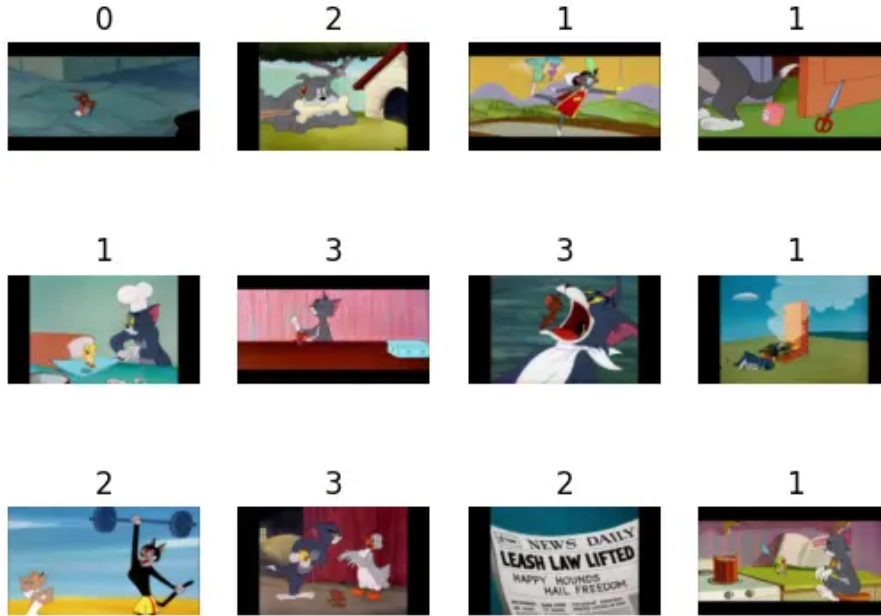 0 2 1 1
1 3 3 1
2 3 2 1
NEWS DAILY
LEASH LAW LIFTED
HAPPY HOUNDS
HAIL FREEDOM